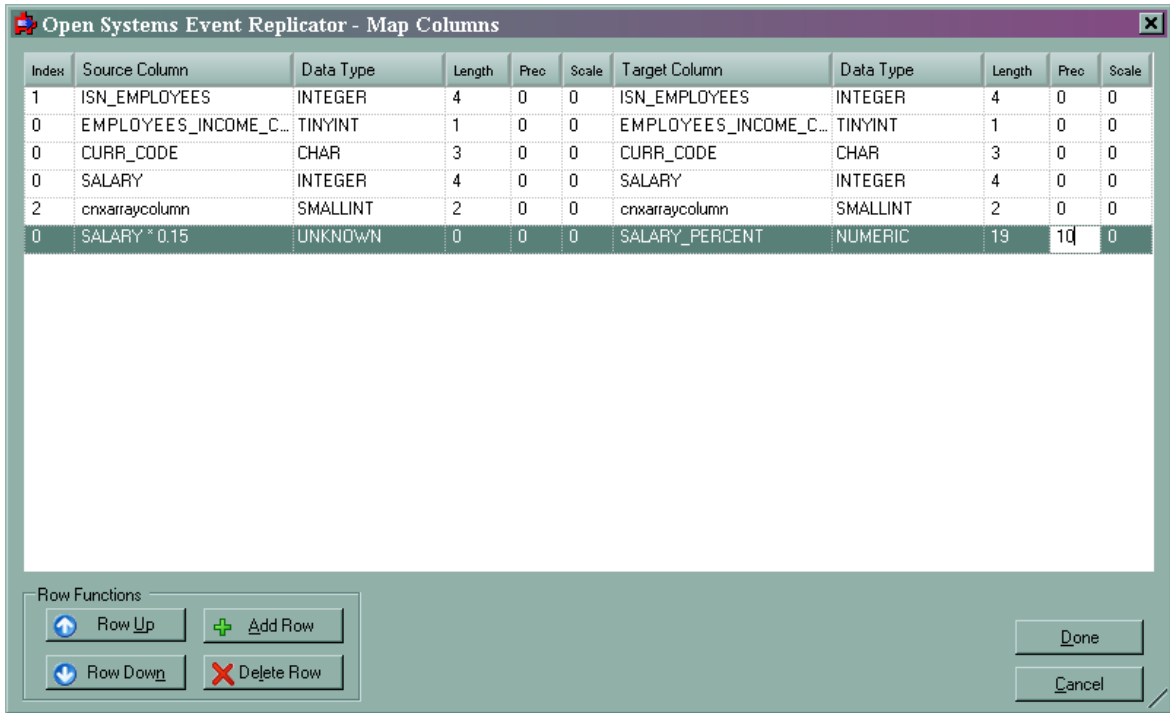 Open Systems Event Replicator - Map Columns
Index Source Column Data Type Length Prec Scale Target Column Data Type Length Prec Scale
1 ISN_EMPLOYEES INTEGER 4 0 0 ISN_EMPLOYEES INTEGER 4 0 0
0 EMPLOYEES_INCOME_C... TINYINT 1 0 0 EMPLOYEES_INCOME_C... TINYINT 1 0 0
0 CURR_CODE CHAR 3 0 0 CURR_CODE CHAR 3 0 0
0 SALARY INTEGER 4 0 0 SALARY INTEGER 4 0 0
2 cnxarraycolumn SMALLINT 2 0 0 cnxarraycolumn SMALLINT 2 0 0
0 SALARY * 0.15 UNKNOWN 0 0 0 SALARY_PERCENT NUMERIC 19 10 0
Row Functions
Row Up Add Row
Row Down Delete Row
Done
Cancel